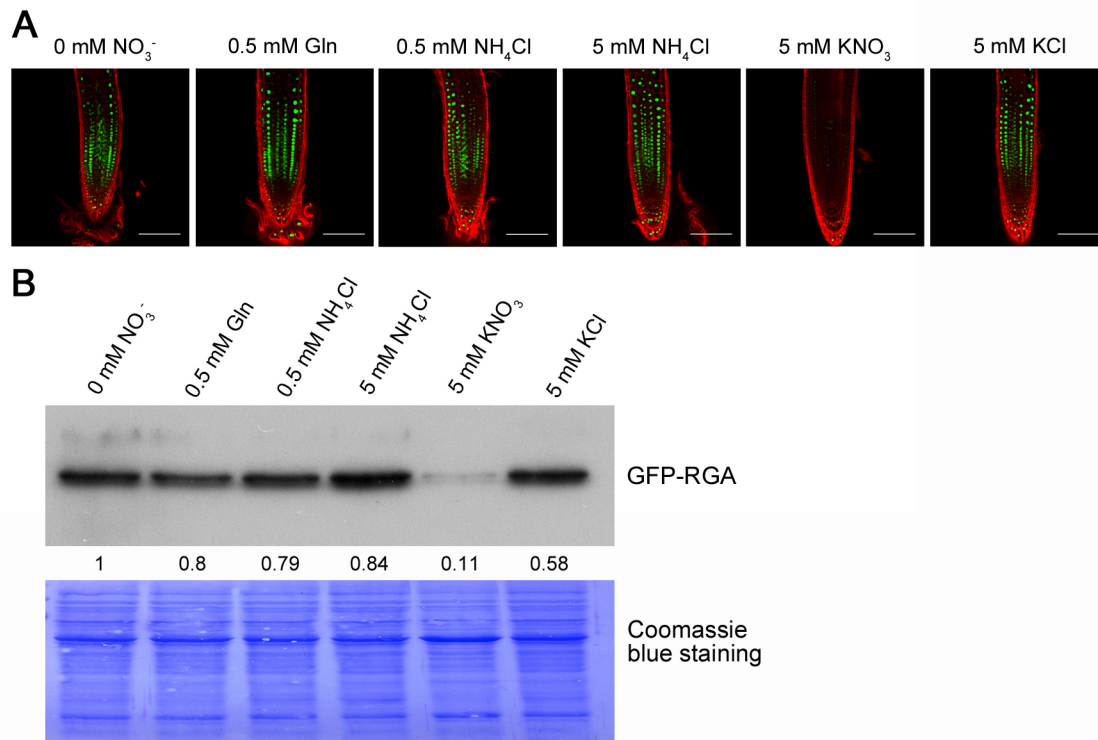 A
0 mM NO₃⁻ 0.5 mM Gln 0.5 mM NH₄Cl 5 mM NH₄Cl 5 mM KNO₃ 5 mM KCl
B
0 mM NO₃⁻ 0.5 mM Gln 0.5 mM NH₄Cl 5 mM NH₄Cl 5 mM KNO₃ 5 mM KCl
GFP-RGA
1 0.8 0.79 0.84 0.11 0.58
Coomassie
blue staining